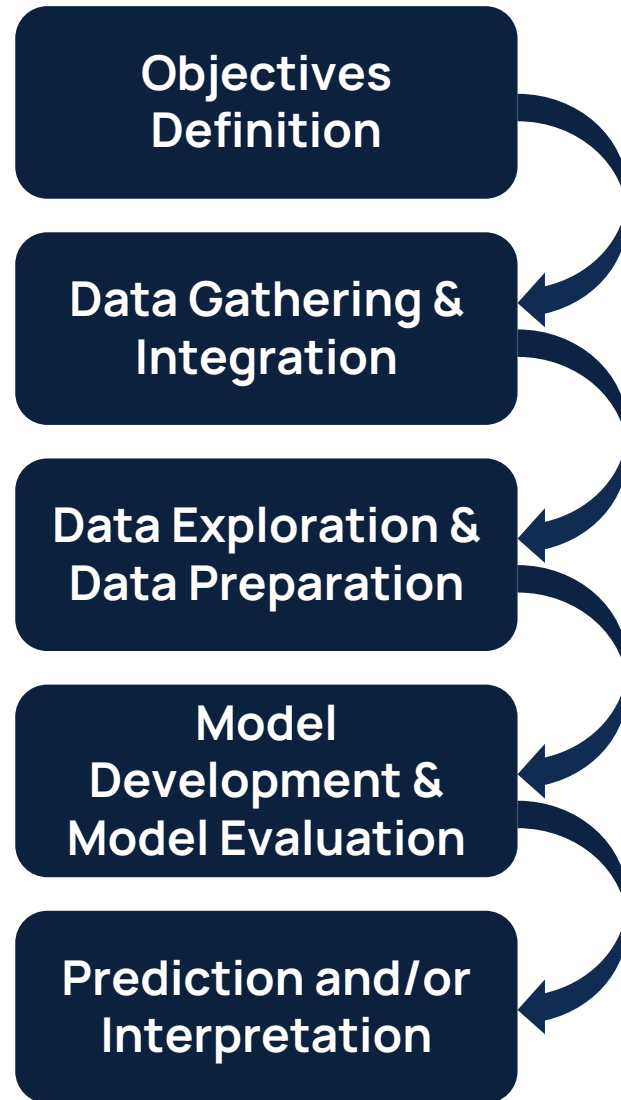 Objectives
Definition
Data Gathering &
Integration
Data Exploration &
Data Preparation
Model
Development &
Model Evaluation
Prediction and/or
Interpretation